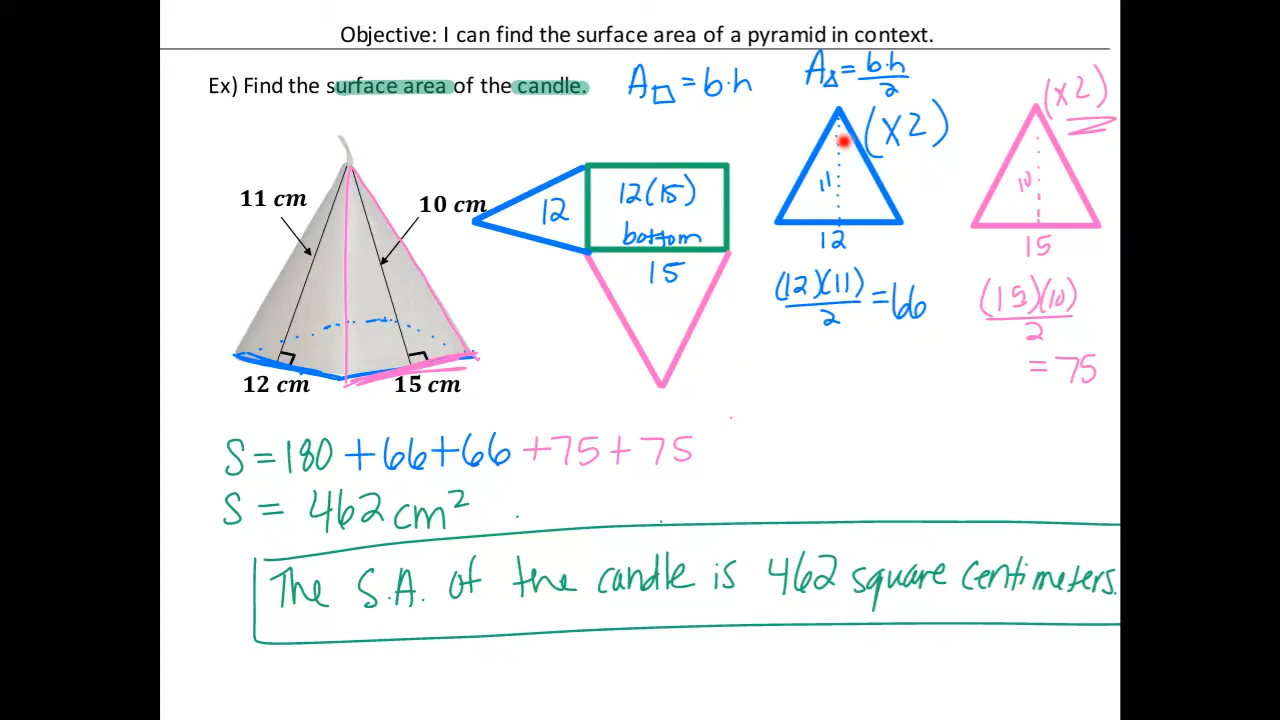 Objective: I can find the surface area of a pyramid in context.
Ex) Find the surface area of the candle.
A□ = b·h
A△ = b·h/2
(x2)
(x2)
11 cm
10 cm
12 cm
15 cm
12
12(15)
bottom
15
11
12
(12)(11)/2 = 66
10
15
(15)(10)/2
= 75
S = 180 + 66 + 66 + 75 + 75
S = 462 cm²
The S.A. of the candle is 462 square centimeters.